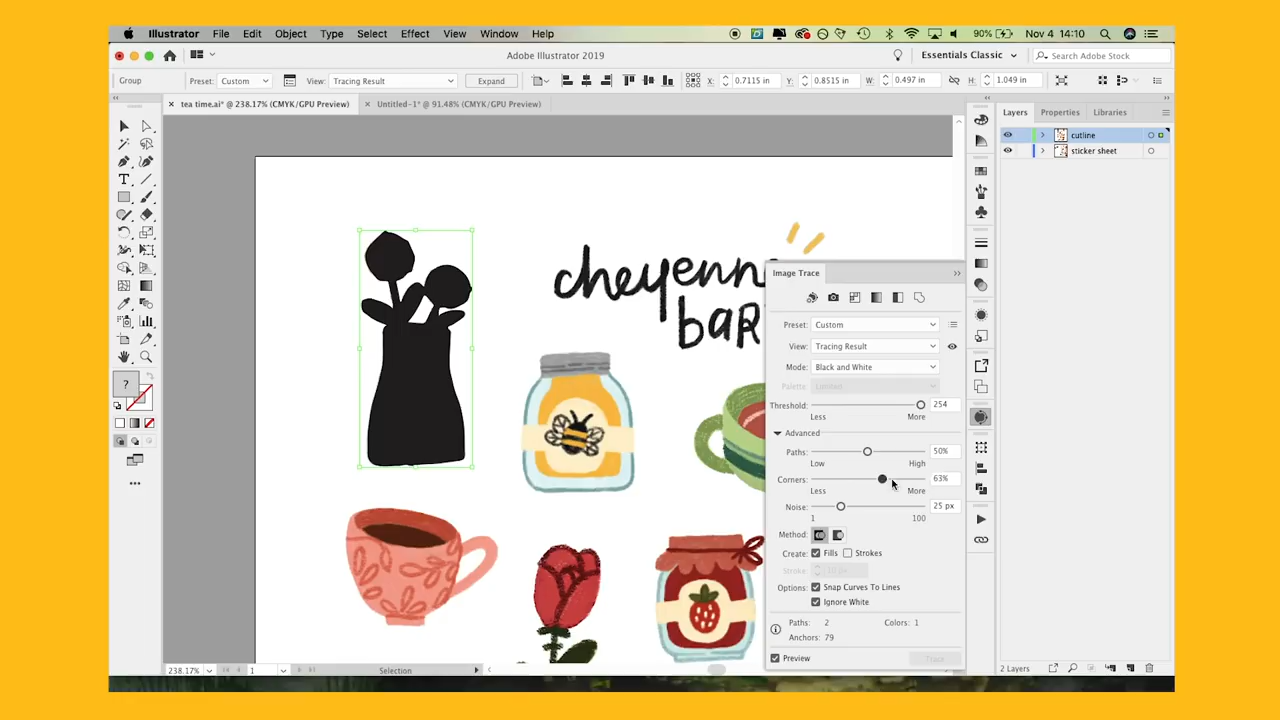 Illustrator File Edit Object Type Select Effect View Window Help 90% Nov 4 14:10
Adobe Illustrator 2019 Essentials Classic Search Adobe Stock
Group Preset: Custom View: Tracing Result Expand X: 0.7115 in Y: 0.8515 in W: 0.497 in H: 1.049 in
× tea time.ai* @ 238.17% (CMYK/GPU Preview) × Untitled-1* @ 91.48% (CMYK/GPU Preview)
Layers Properties Libraries
cutline
sticker sheet
cheyenn
baR
Image Trace
Preset: Custom
View: Tracing Result
Mode: Black and White
Palette: Limited
Threshold: 254
Less More
Advanced
Paths: 50%
Low High
Corners: 63%
Less More
Noise: 25 px
1 100
Method:
Create: Fills Strokes
Stroke: 10 px
Options: Snap Curves To Lines
Ignore White
Paths: 2 Colors: 1
Anchors: 79
Preview Trace
?
238.17% 1 Selection
2 Layers